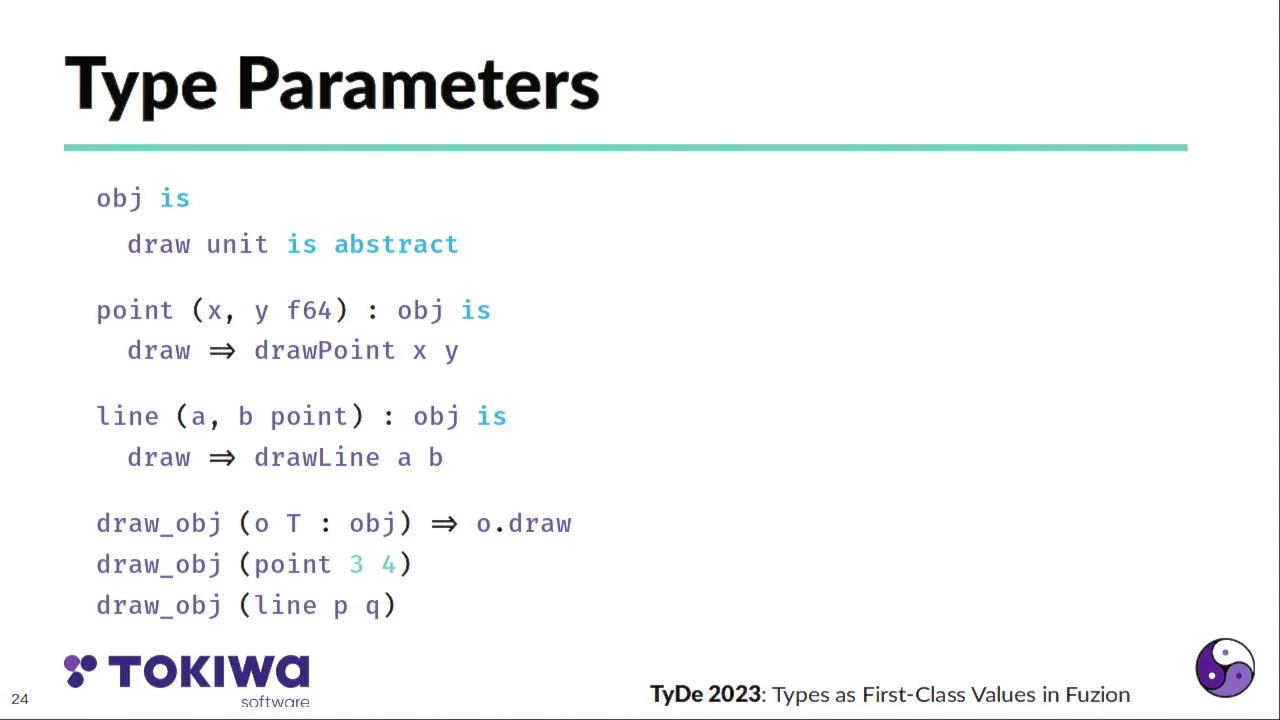 Type Parameters
obj is
draw unit is abstract
point (x, y f64) : obj is
draw ⇒ drawPoint x y
line (a, b point) : obj is
draw ⇒ drawLine a b
draw_obj (o T : obj) ⇒ o.draw
draw_obj (point 3 4)
draw_obj (line p q)
TOKIWA
software
24
TyDe 2023: Types as First-Class Values in Fuzion